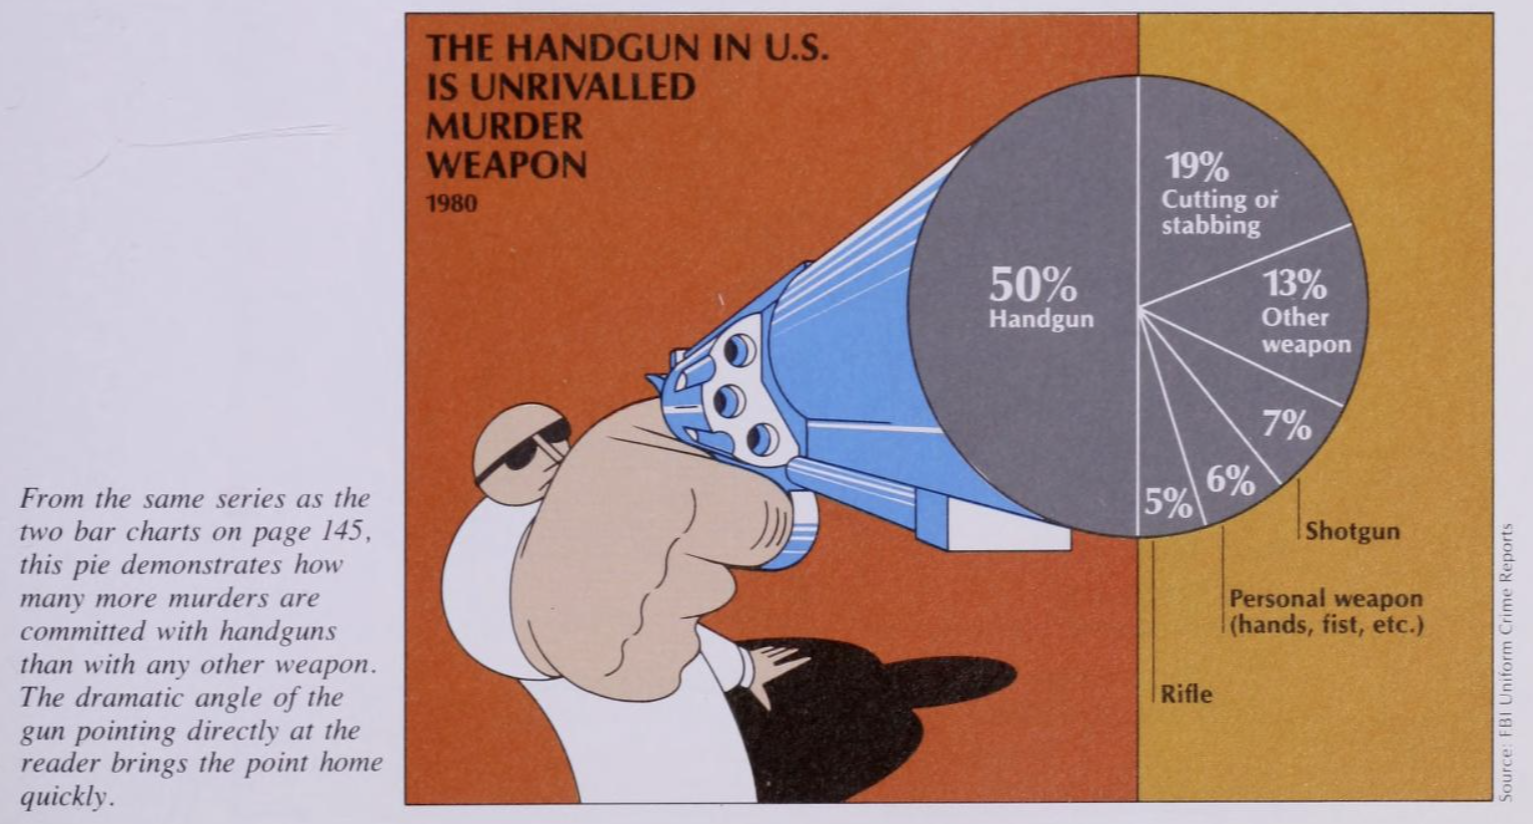 THE HANDGUN IN U.S.
IS UNRIVALLED
MURDER
WEAPON
1980
50%
Handgun
19%
Cutting or
stabbing
13%
Other
weapon
7%
6%
5%
Shotgun
Personal weapon
(hands, fist, etc.)
Rifle
Source: FBI Uniform Crime Reports
From the same series as the
two bar charts on page 145,
this pie demonstrates how
many more murders are
committed with handguns
than with any other weapon.
The dramatic angle of the
gun pointing directly at the
reader brings the point home
quickly.